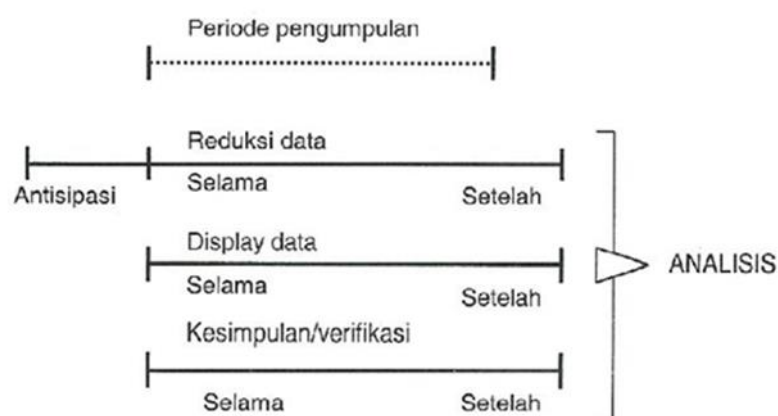 Periode pengumpulan
Reduksi data
Antisipasi
Selama
Setelah
Display data
Selama
Setelah
ANALISIS
Kesimpulan/verifikasi
Selama
Setelah